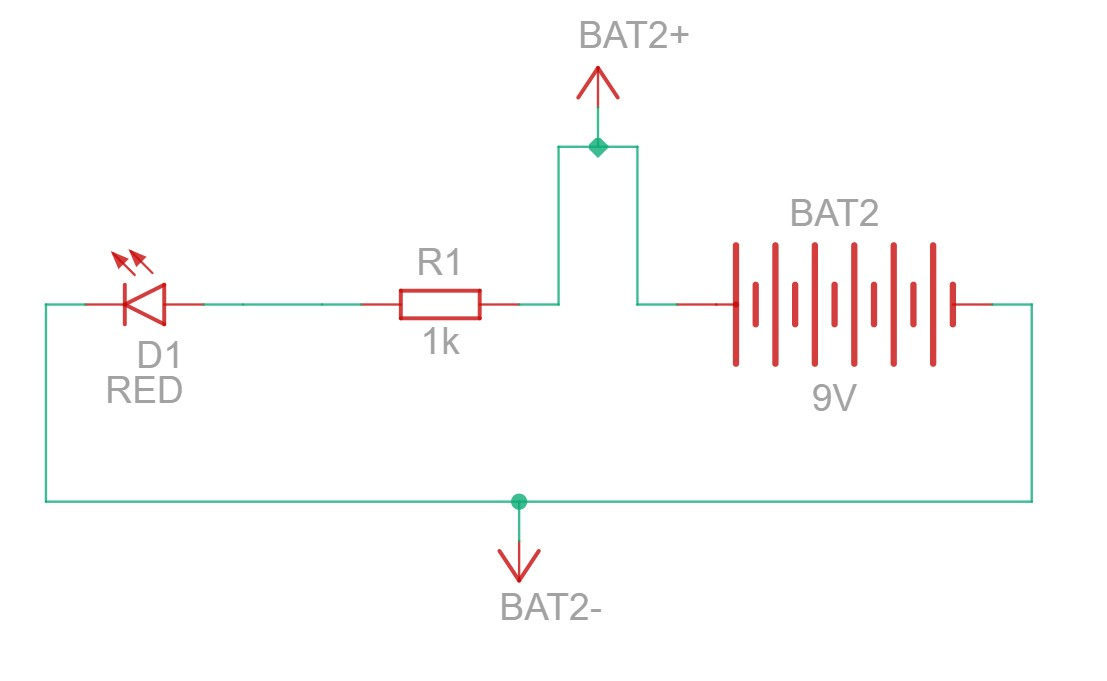 BAT2+
BAT2
R1
1k
D1
RED
9V
BAT2-